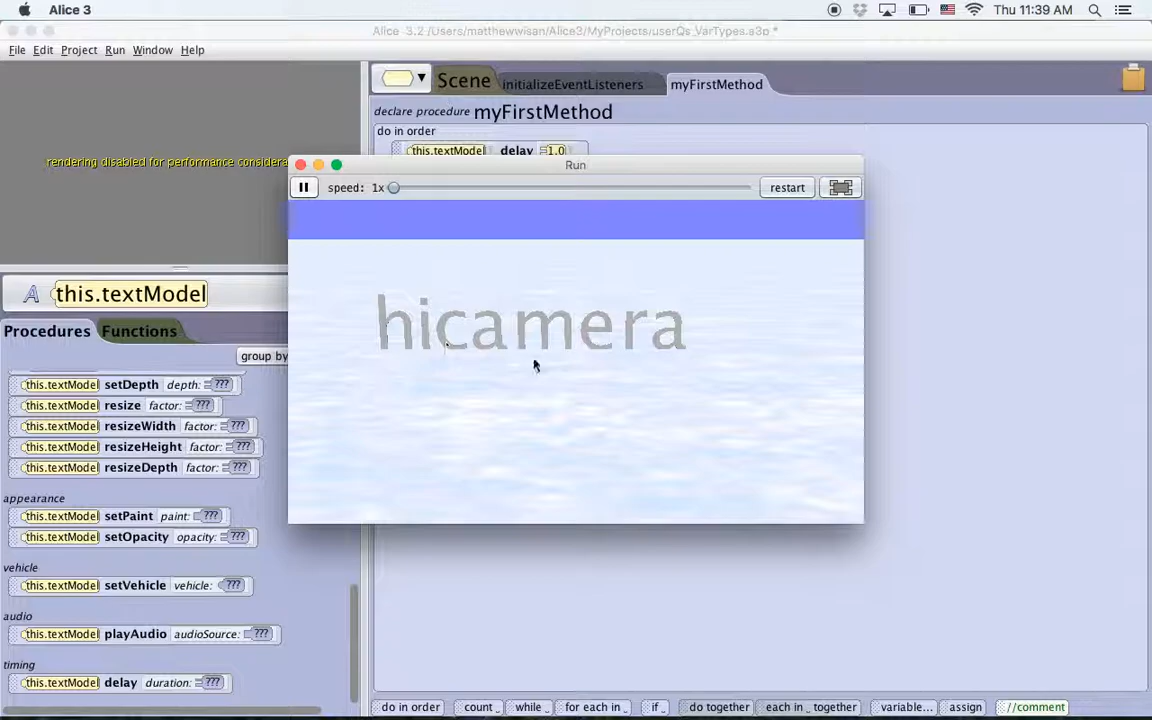 Alice 3 Thu 11:39 AM
Alice 3.2 /Users/matthewwisan/Alice3/MyProjects/userQs_VarTypes.a3p *
File Edit Project Run Window Help
Scene initializeEventListeners myFirstMethod
declare procedure myFirstMethod
do in order
this.textModel delay 1.0
rendering disabled for performance considera
Run
speed: 1x restart
hicamera
this.textModel
Procedures Functions
group by
this.textModel setDepth depth: ???
this.textModel resize factor: ???
this.textModel resizeWidth factor: ???
this.textModel resizeHeight factor: ???
this.textModel resizeDepth factor: ???
appearance
this.textModel setPaint paint: ???
this.textModel setOpacity opacity: ???
vehicle
this.textModel setVehicle vehicle: ???
audio
this.textModel playAudio audioSource: ???
timing
this.textModel delay duration: ???
do in order count while for each in if do together each in together variable... assign //comment